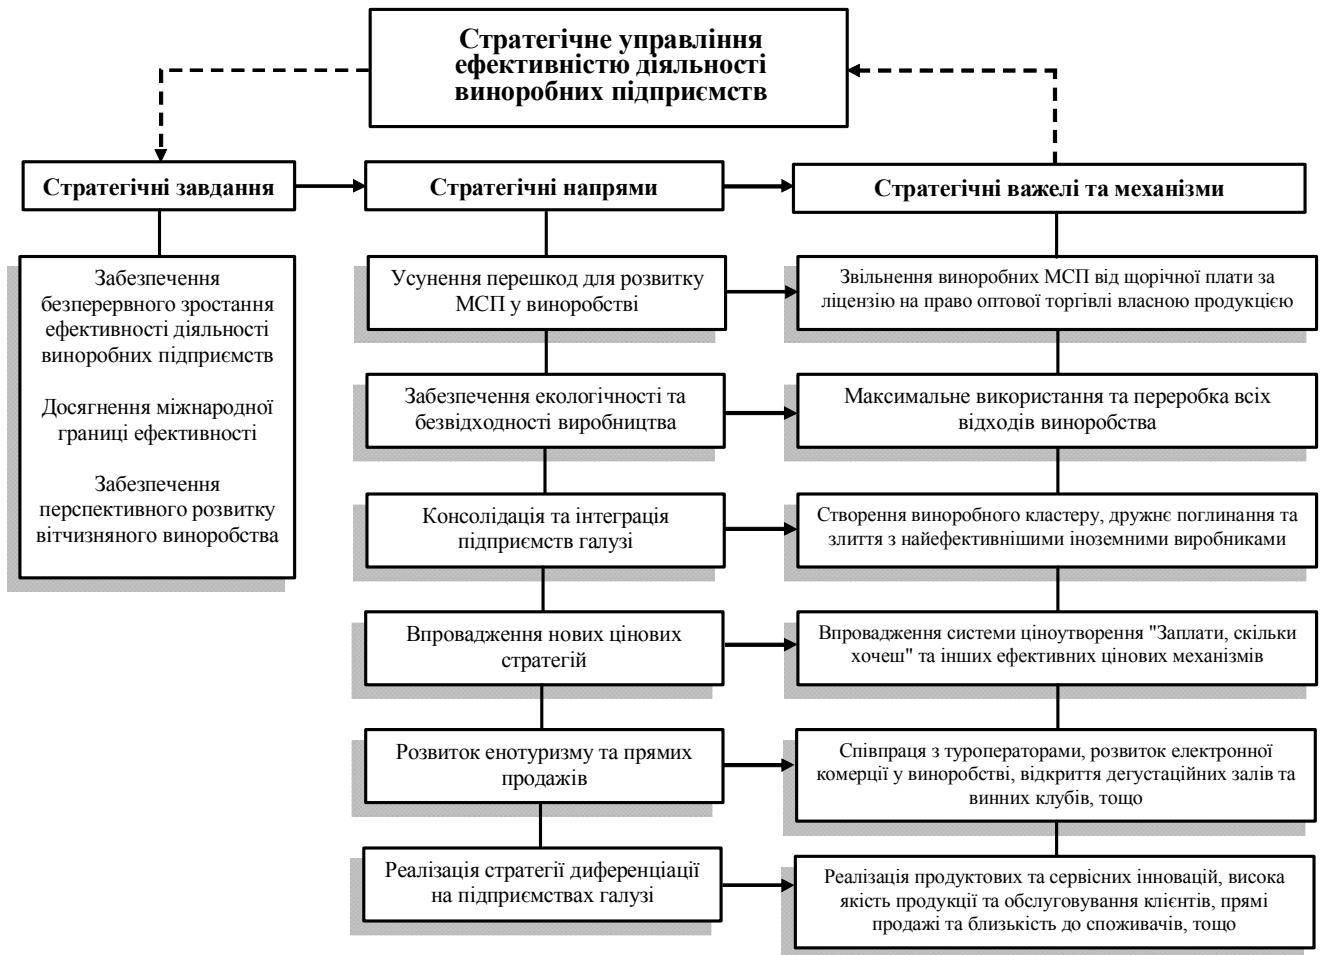 Стратегічне управління
ефективністю діяльності
виноробних підприємств
Стратегічні завдання
Стратегічні напрями
Стратегічні важелі та механізми
Забезпечення
безперервного зростання
ефективності діяльності
виноробних підприємств
Досягнення міжнародної
границі ефективності
Забезпечення
перспективного розвитку
вітчизняного виноробства
Усунення перешкод для розвитку
МСП у виноробстві
Звільнення виноробних МСП від щорічної плати за
ліцензію на право оптової торгівлі власною продукцією
Забезпечення екологічності та
безвідходності виробництва
Максимальне використання та переробка всіх
відходів виноробства
Консолідація та інтеграція
підприємств галузі
Створення виноробного кластеру, дружнє поглинання та
злиття з найефективнішими іноземними виробниками
Впровадження нових цінових
стратегій
Впровадження системи ціноутворення "Заплати, скільки
хочеш" та інших ефективних цінових механізмів
Розвиток енотуризму та прямих
продажів
Співпраця з туроператорами, розвиток електронної
комерції у виноробстві, відкриття дегустаційних залів та
винних клубів, тощо
Реалізація стратегії диференціації
на підприємствах галузі
Реалізація продуктових та сервісних інновацій, висока
якість продукції та обслуговування клієнтів, прямі
продажі та близькість до споживачів, тощо